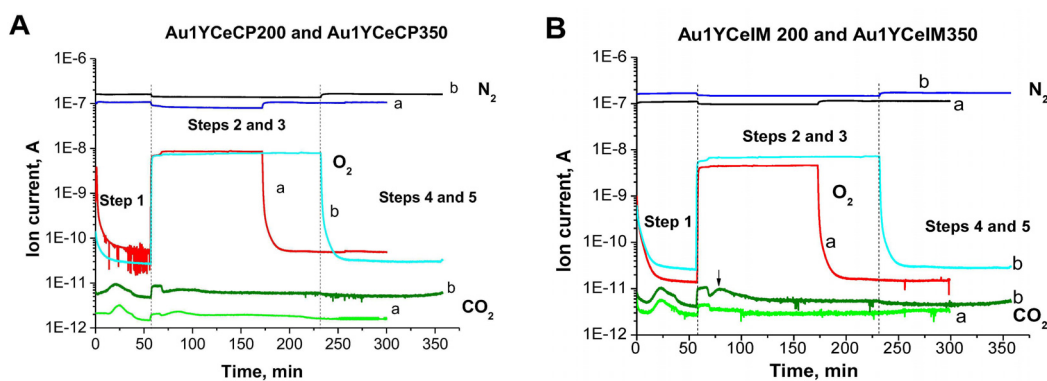 A
Au1YCeCP200 and Au1YCeCP350
1E-6
1E-7
1E-8
1E-9
1E-10
1E-11
1E-12
Ion current, A
b
N2
a
Steps 2 and 3
O2
Step 1
a
b
Steps 4 and 5
b
a
CO2
0 50 100 150 200 250 300 350
Time, min
B
Au1YCeIM 200 and Au1YCeIM350
1E-6
1E-7
1E-8
1E-9
1E-10
1E-11
1E-12
Ion current, A
b
N2
a
Steps 2 and 3
O2
Step 1
a
Steps 4 and 5
b
b
a
CO2
0 50 100 150 200 250 300 350
Time, min